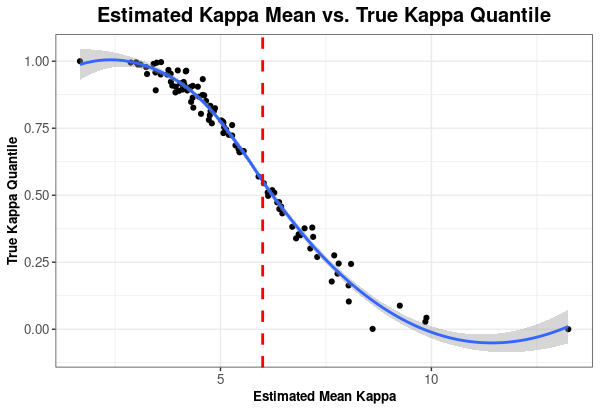 Estimated Kappa Mean vs. True Kappa Quantile
True Kappa Quantile
1.00
0.75
0.50
0.25
0.00
5
10
Estimated Mean Kappa